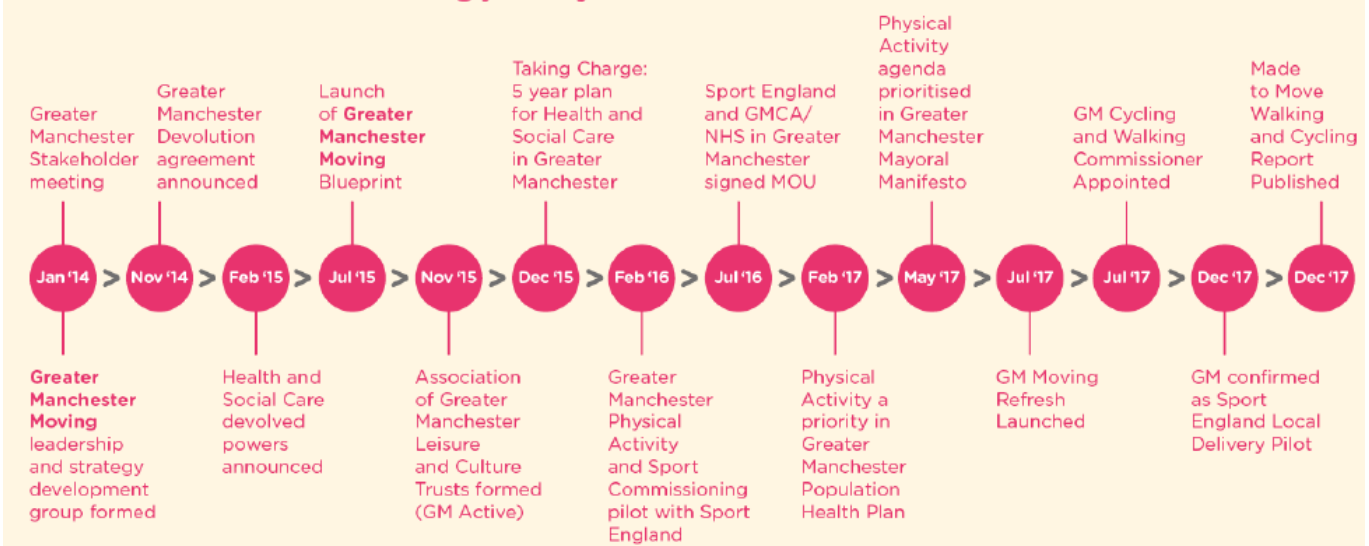 Greater
Manchester
Stakeholder
meeting
Greater
Manchester
Devolution
agreement
announced
Launch
of Greater
Manchester
Moving
Blueprint
Taking Charge:
5 year plan
for Health and
Social Care
in Greater
Manchester
Sport England
and GMCA/
NHS in Greater
Manchester
signed MOU
Physical
Activity
agenda
prioritised
in Greater
Manchester
Mayoral
Manifesto
GM Cycling
and Walking
Commissioner
Appointed
Made
to Move
Walking
and Cycling
Report
Published
Jan '14 > Nov '14 > Feb '15 > Jul '15 > Nov '15 > Dec '15 > Feb '16 > Jul '16 > Feb '17 > May '17 > Jul '17 > Jul '17 > Dec '17 > Dec '17
Greater
Manchester
Moving
leadership
and strategy
development
group formed
Health and
Social Care
devolved
powers
announced
Association
of Greater
Manchester
Leisure
and Culture
Trusts formed
(GM Active)
Greater
Manchester
Physical
Activity
and Sport
Commissioning
pilot with Sport
England
Physical
Activity a
priority in
Greater
Manchester
Population
Health Plan
GM Moving
Refresh
Launched
GM confirmed
as Sport
England Local
Delivery Pilot